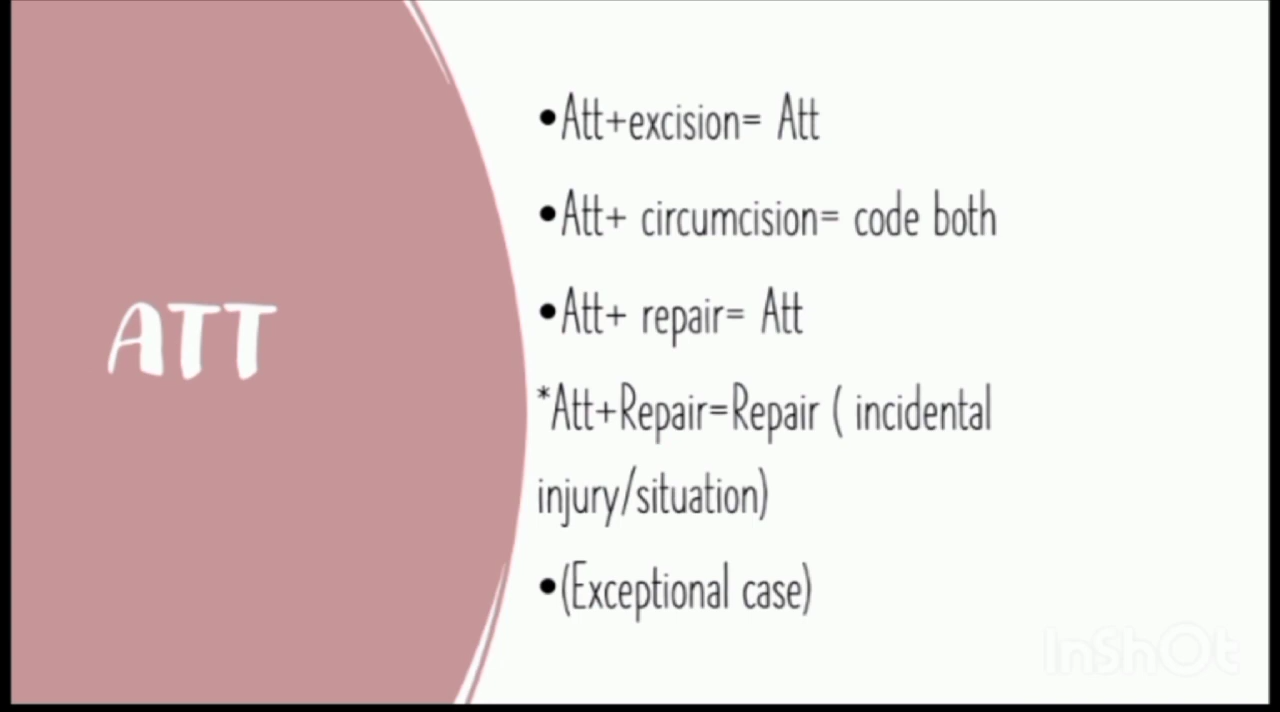 ATT
•Att+excision= Att
•Att+ circumcision= code both
•Att+ repair= Att
*Att+Repair=Repair ( incidental
injury/situation)
•(Exceptional case)
InShOt